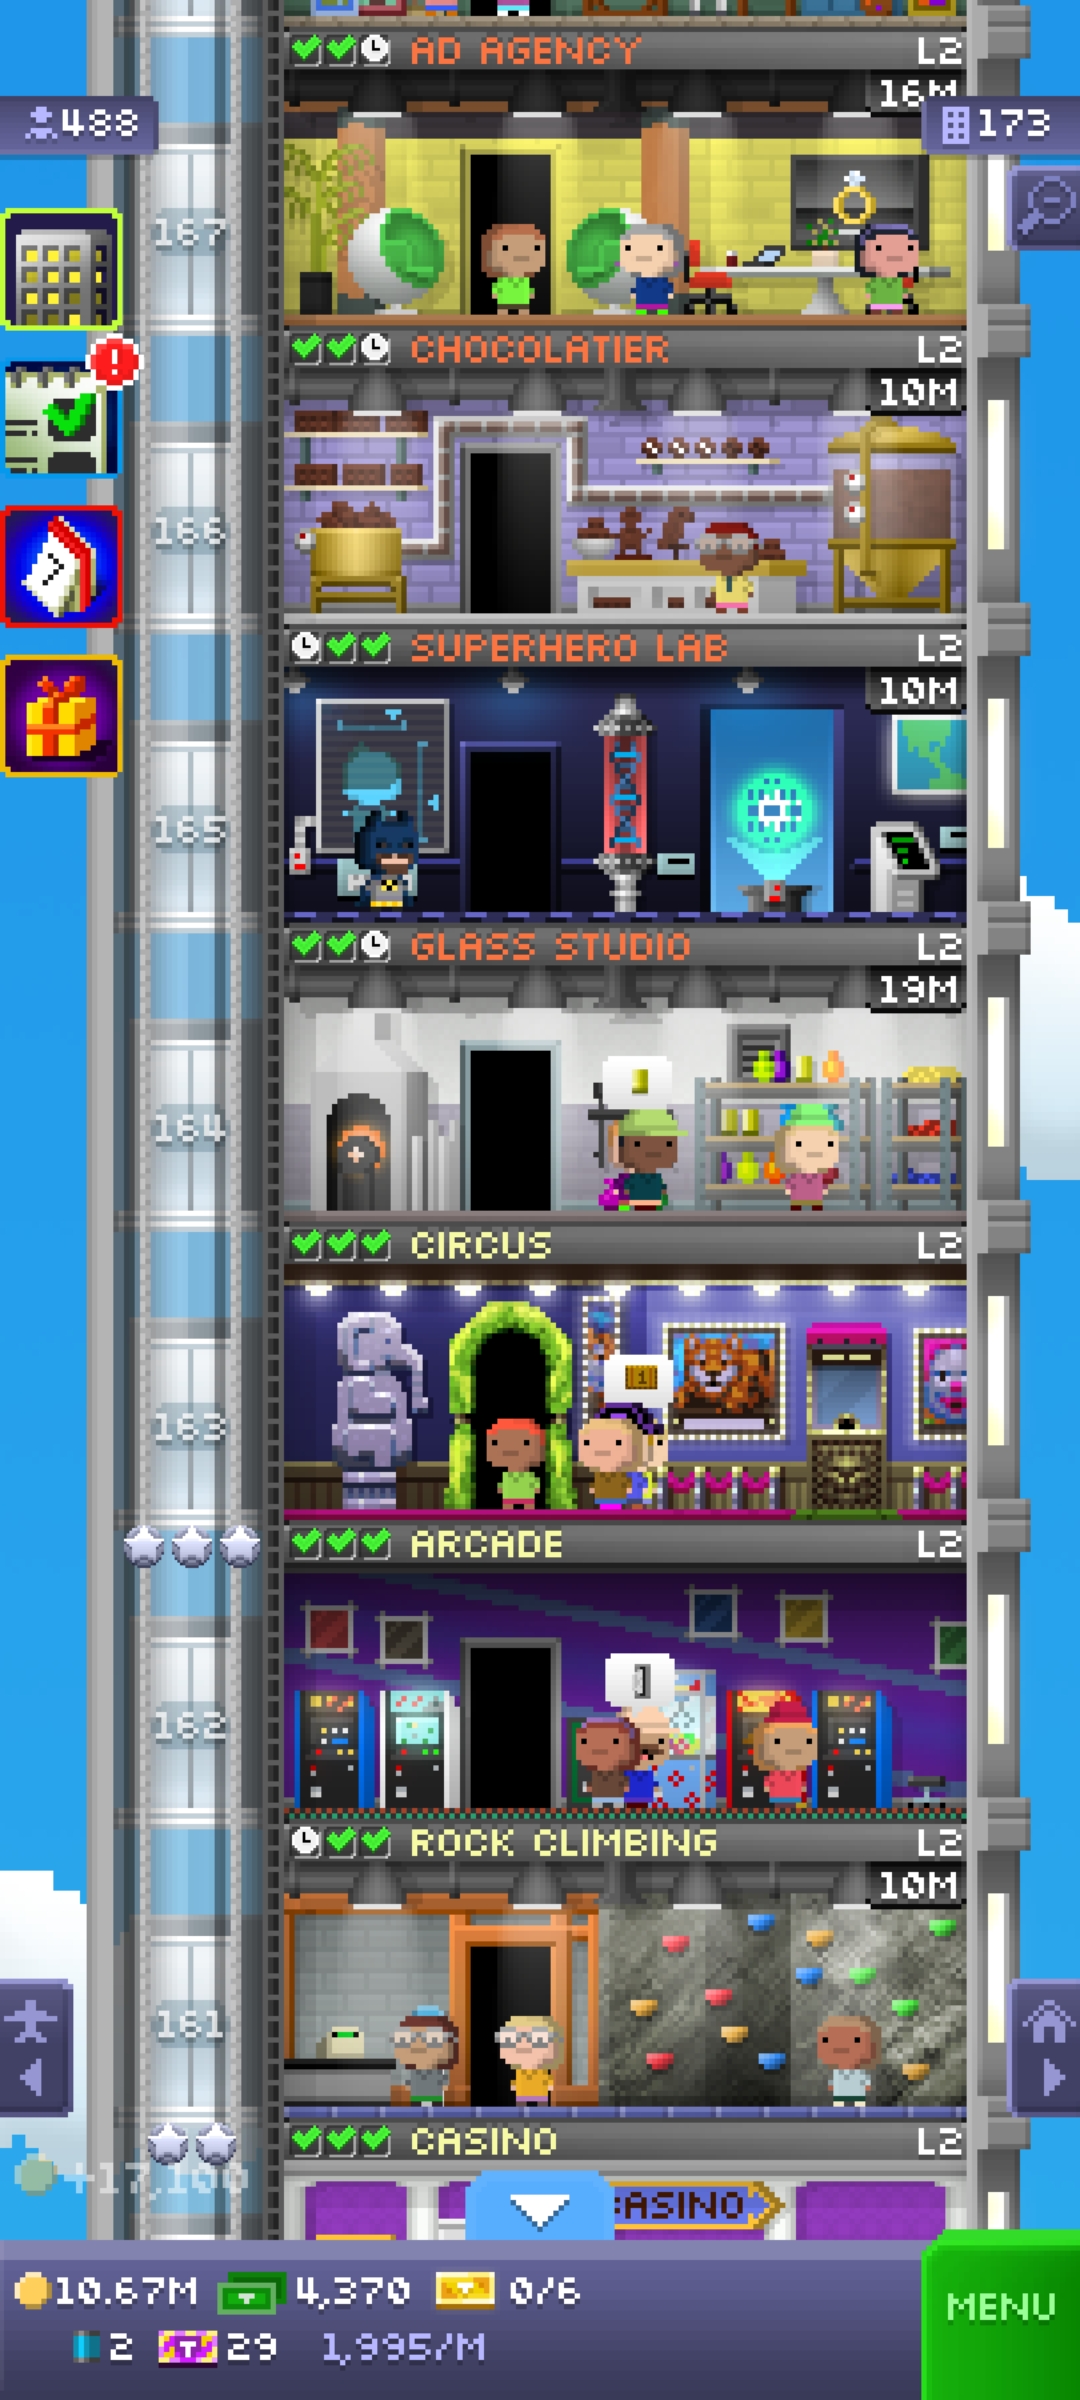 AD AGENCY L2
16M
488
173
167
CHOCOLATIER L2
10M
166
SUPERHERO LAB L2
10M
165
GLASS STUDIO L2
19M
164
CIRCUS L2
1
163
ARCADE L2
162
ROCK CLIMBING L2
10M
161
CASINO L2
+17,100
CASINO
10.67M 4,370 0/6
2 29 1,995/M
MENU